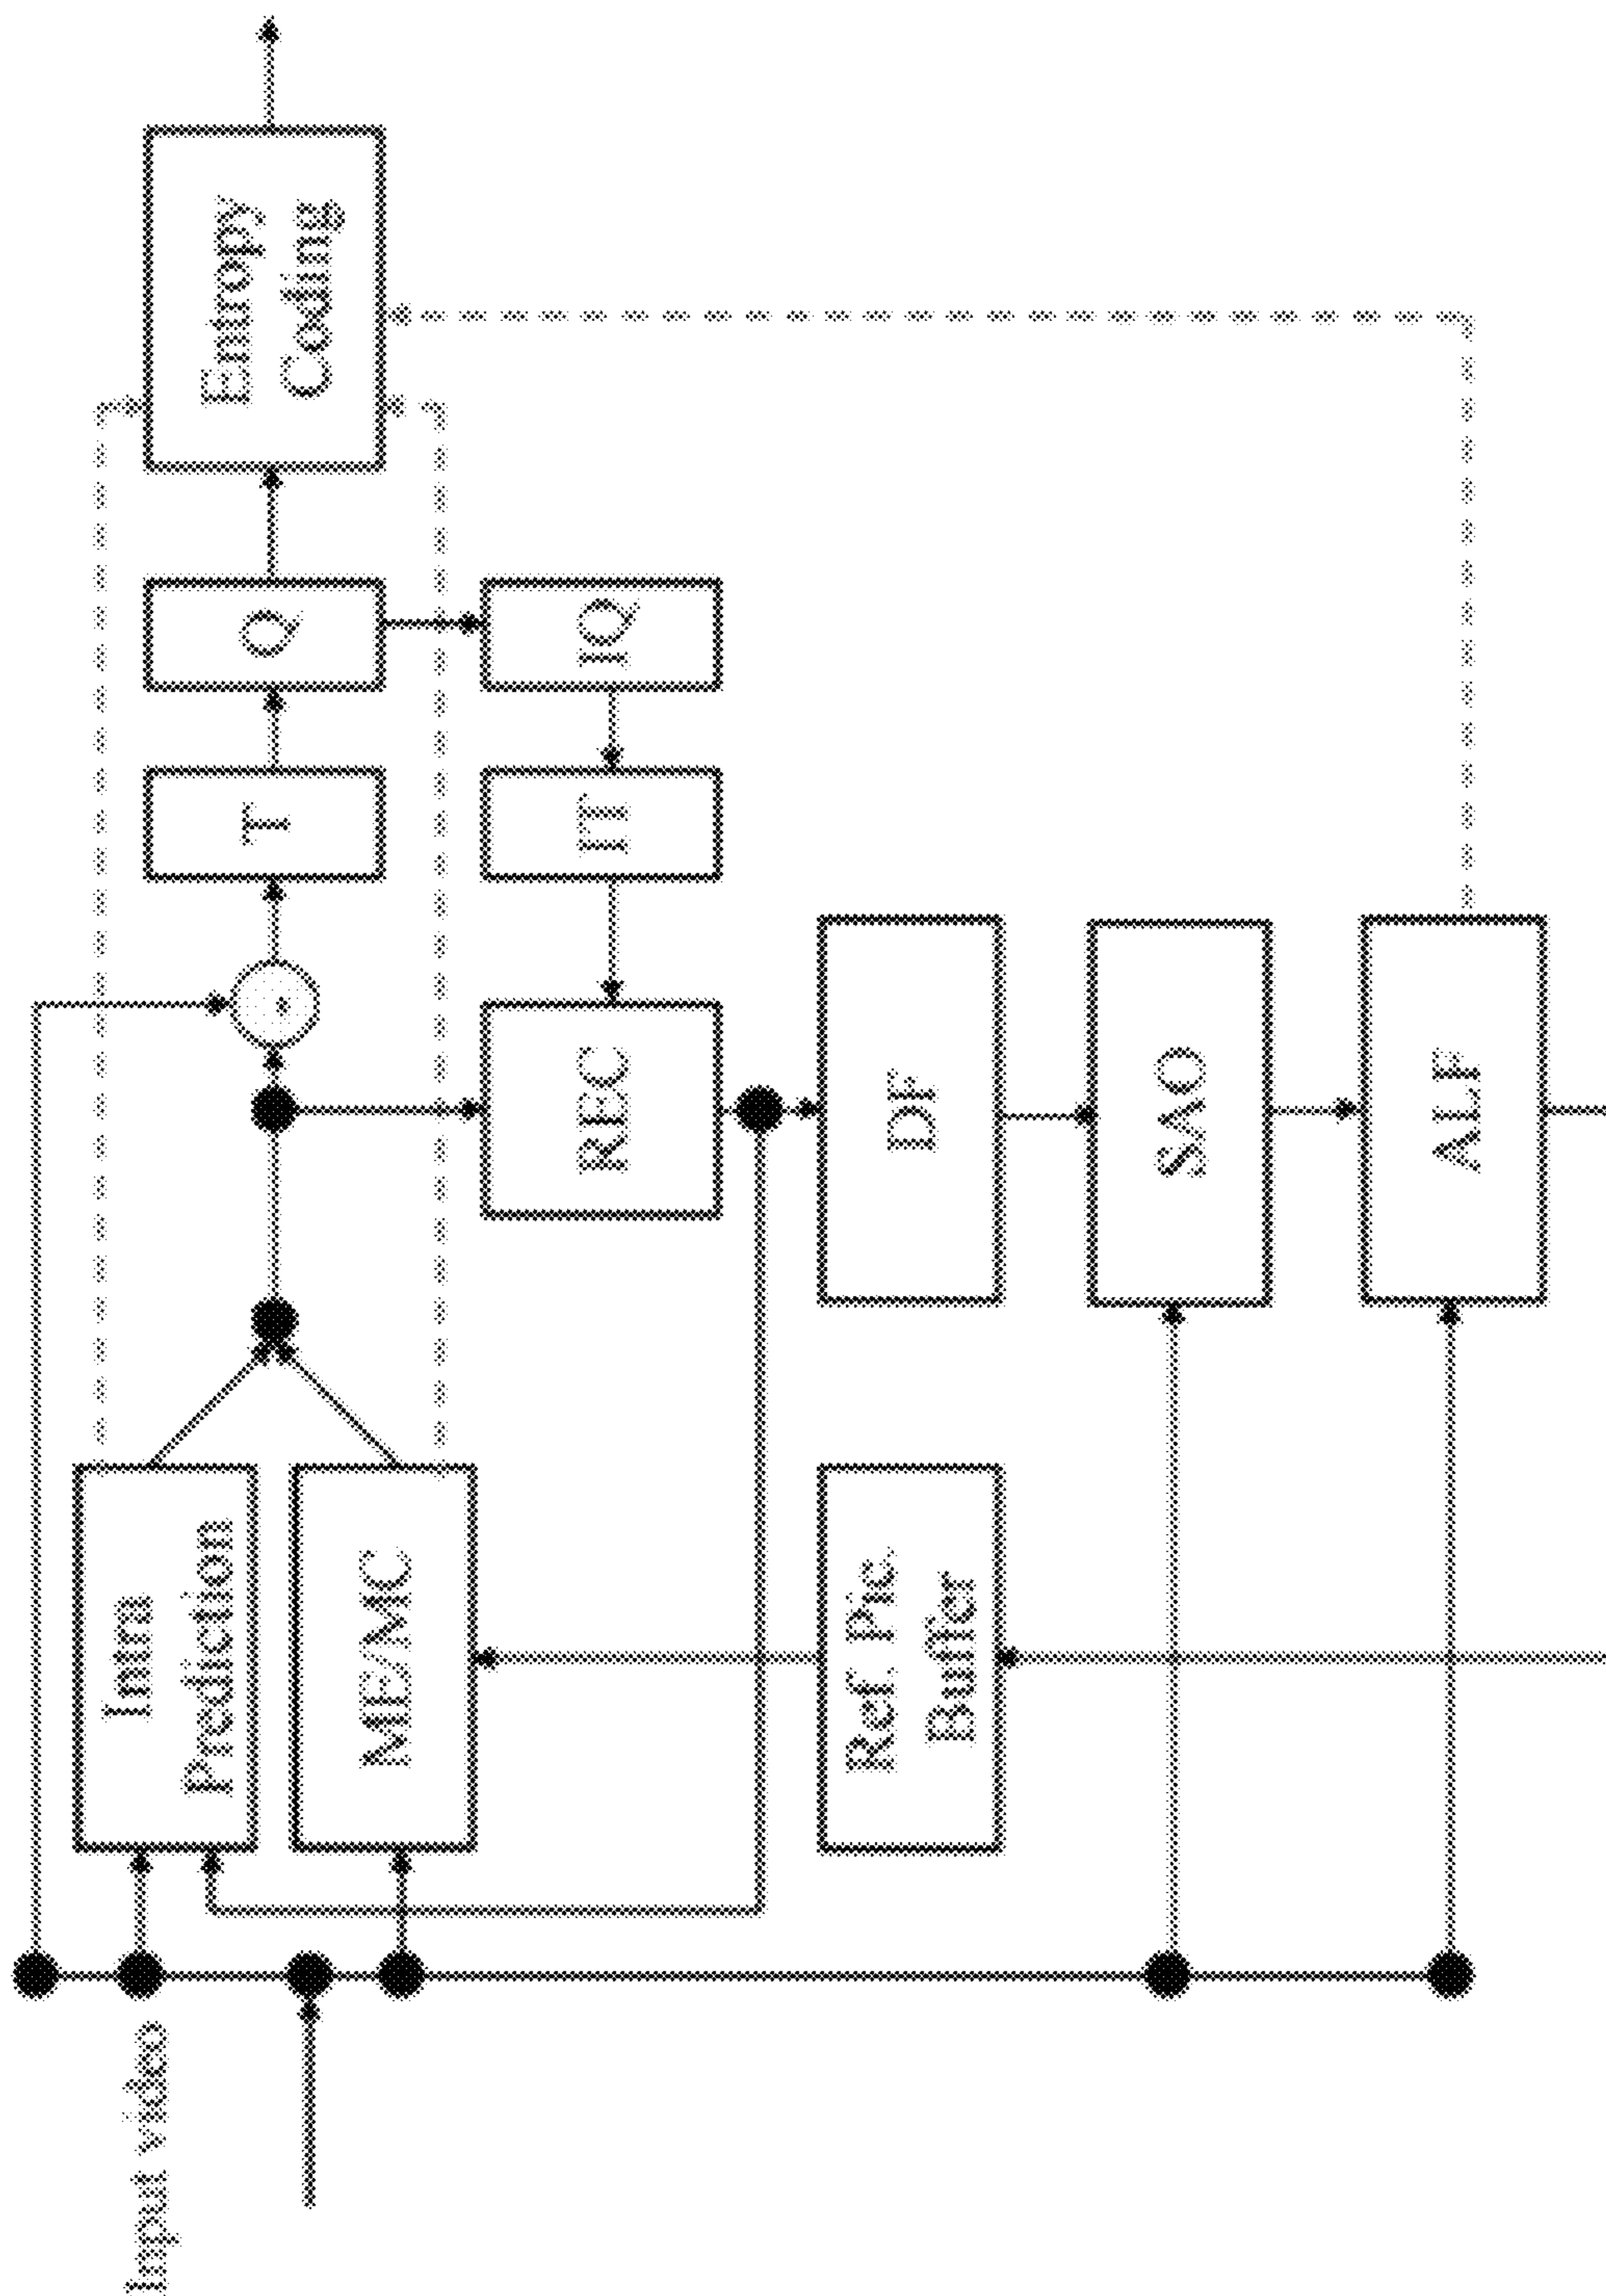 Input video
Intra
Prediction
ME/MC
-
T
Q
Entropy
Coding
REC
IT
IQ
Ref. Pic.
Buffer
DF
SAO
ALF